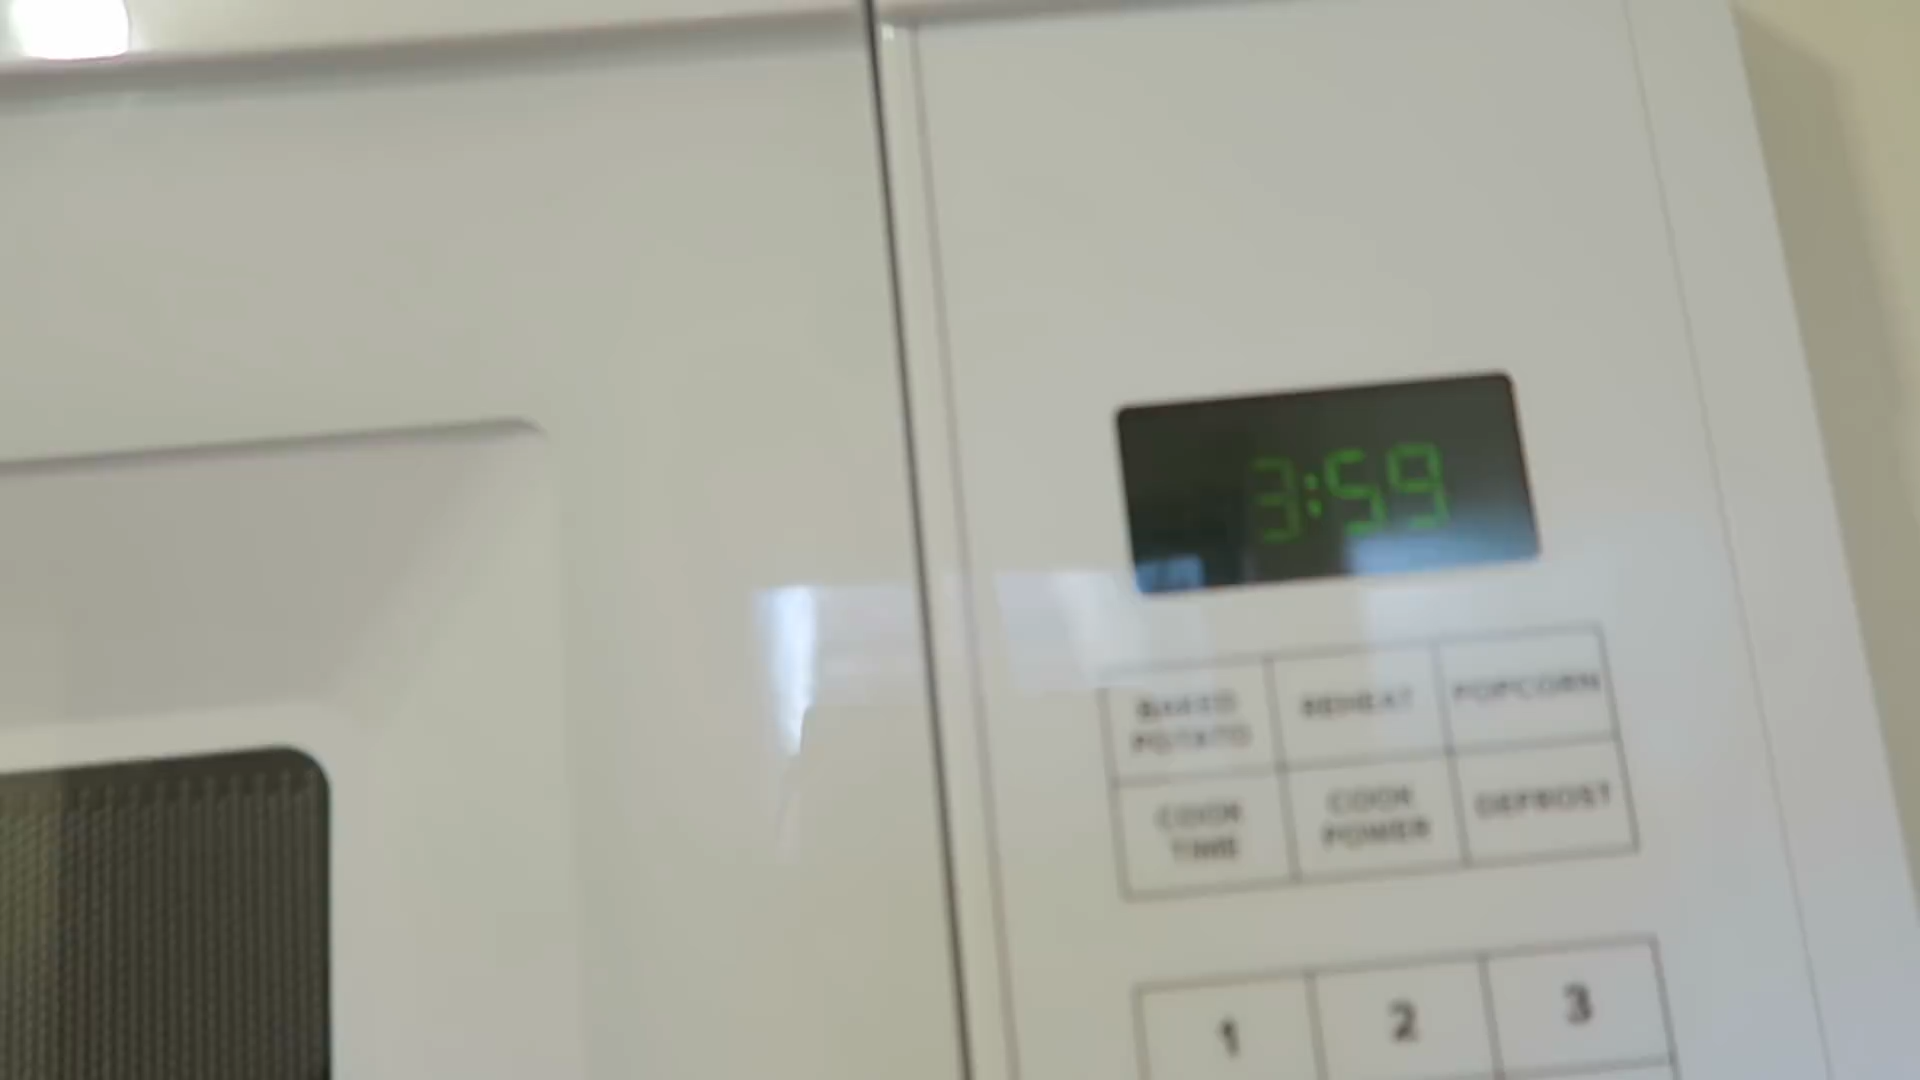 3:59
BAKED POTATO
REHEAT
POPCORN
COOK TIME
COOK POWER
DEFROST
1
2
3